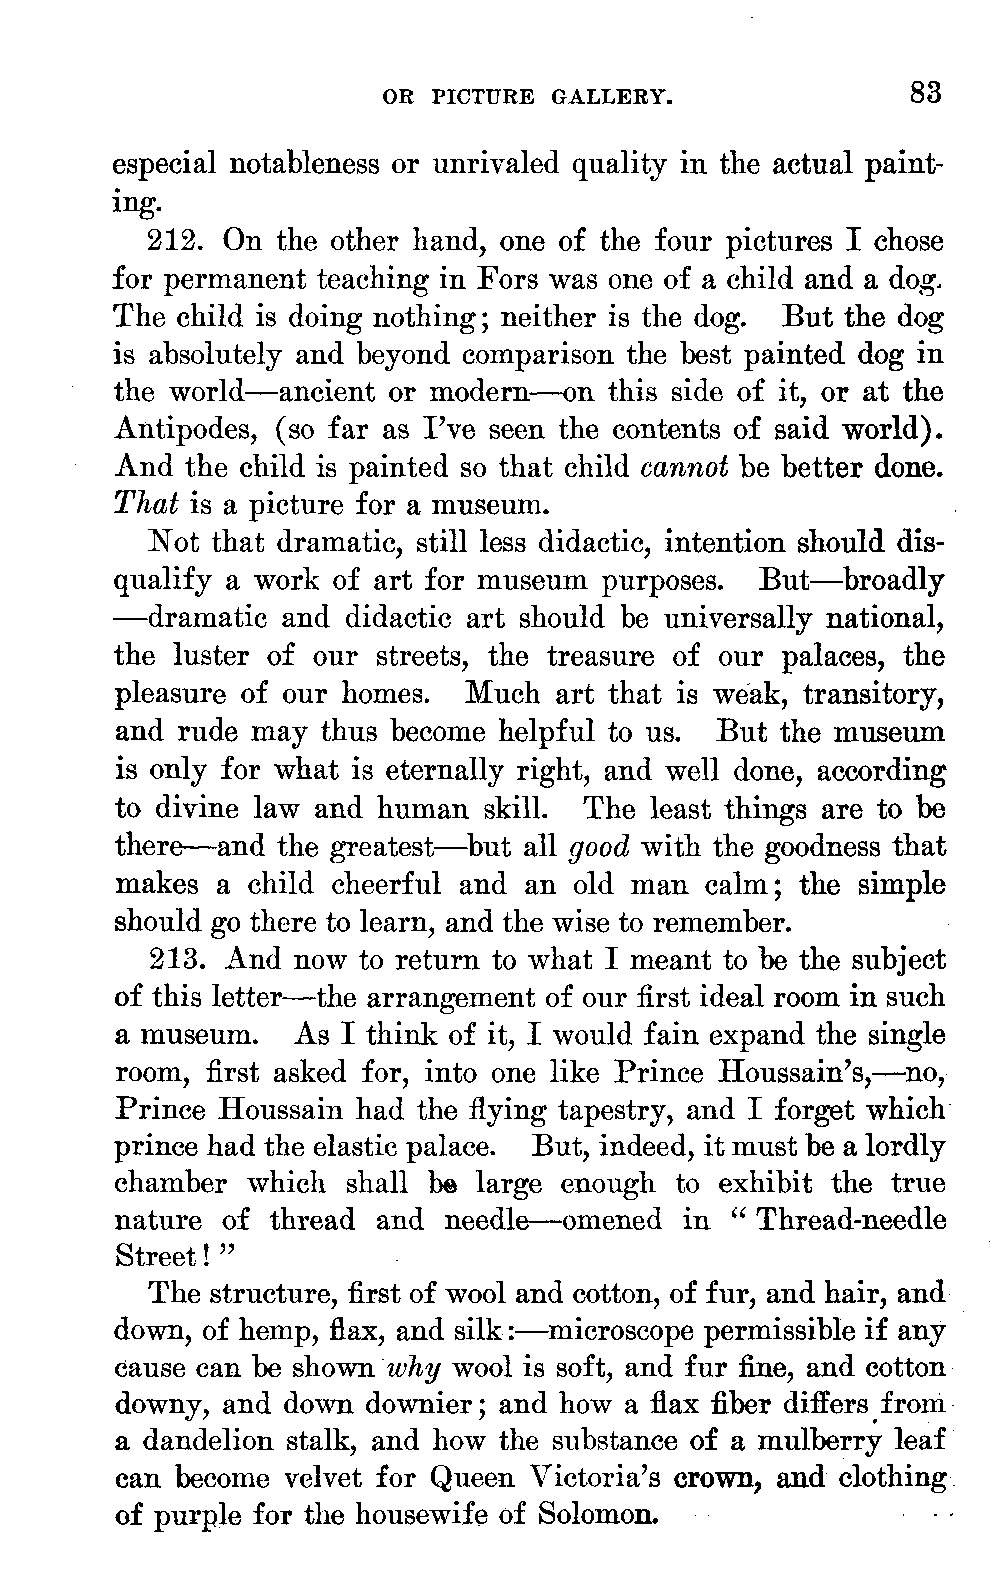 OR PICTURE GALLERY. 83
especial notableness or unrivaled quality in the actual paint-
ing.
212. On the other hand, one of the four pictures I chose
for permanent teaching in Fors was one of a child and a dog.
The child is doing nothing; neither is the dog. But the dog
is absolutely and beyond comparison the best painted dog in
the world—ancient or modern—on this side of it, or at the
Antipodes, (so far as I've seen the contents of said world).
And the child is painted so that child cannot be better done.
That is a picture for a museum.
Not that dramatic, still less didactic, intention should dis-
qualify a work of art for museum purposes. But—broadly
—dramatic and didactic art should be universally national,
the luster of our streets, the treasure of our palaces, the
pleasure of our homes. Much art that is weak, transitory,
and rude may thus become helpful to us. But the museum
is only for what is eternally right, and well done, according
to divine law and human skill. The least things are to be
there—and the greatest—but all good with the goodness that
makes a child cheerful and an old man calm; the simple
should go there to learn, and the wise to remember.
213. And now to return to what I meant to be the subject
of this letter—the arrangement of our first ideal room in such
a museum. As I think of it, I would fain expand the single
room, first asked for, into one like Prince Houssain's,—no,
Prince Houssain had the flying tapestry, and I forget which
prince had the elastic palace. But, indeed, it must be a lordly
chamber which shall be large enough to exhibit the true
nature of thread and needle—omened in "Thread-needle
Street!"
The structure, first of wool and cotton, of fur, and hair, and
down, of hemp, flax, and silk:—microscope permissible if any
cause can be shown why wool is soft, and fur fine, and cotton
downy, and down downier; and how a flax fiber differs from
a dandelion stalk, and how the substance of a mulberry leaf
can become velvet for Queen Victoria's crown, and clothing
of purple for the housewife of Solomon.